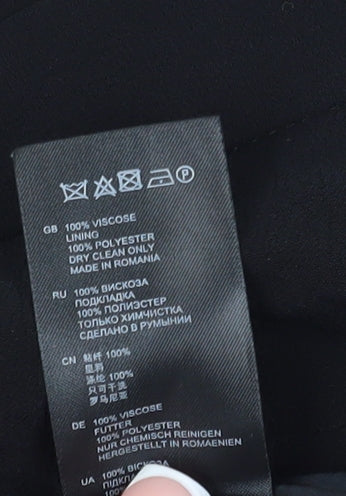 P
GB 100% VISCOSE
LINING
100% POLYESTER
DRY CLEAN ONLY
MADE IN ROMANIA
RU 100% ВИСКОЗА
ПОДКЛАДКА
100% ПОЛИЭСТЕР
ТОЛЬКО ХИМЧИСТКА
СДЕЛАНО В РУМЫНИИ
CN 粘纤 100%
里料
涤纶 100%
只可干洗
罗马尼亚
DE 100% VISCOSE
FUTTER
100% POLYESTER
NUR CHEMISCH REINIGEN
HERGESTELLT IN ROMAENIEN
UA 100% ВІСКОЗА
100%